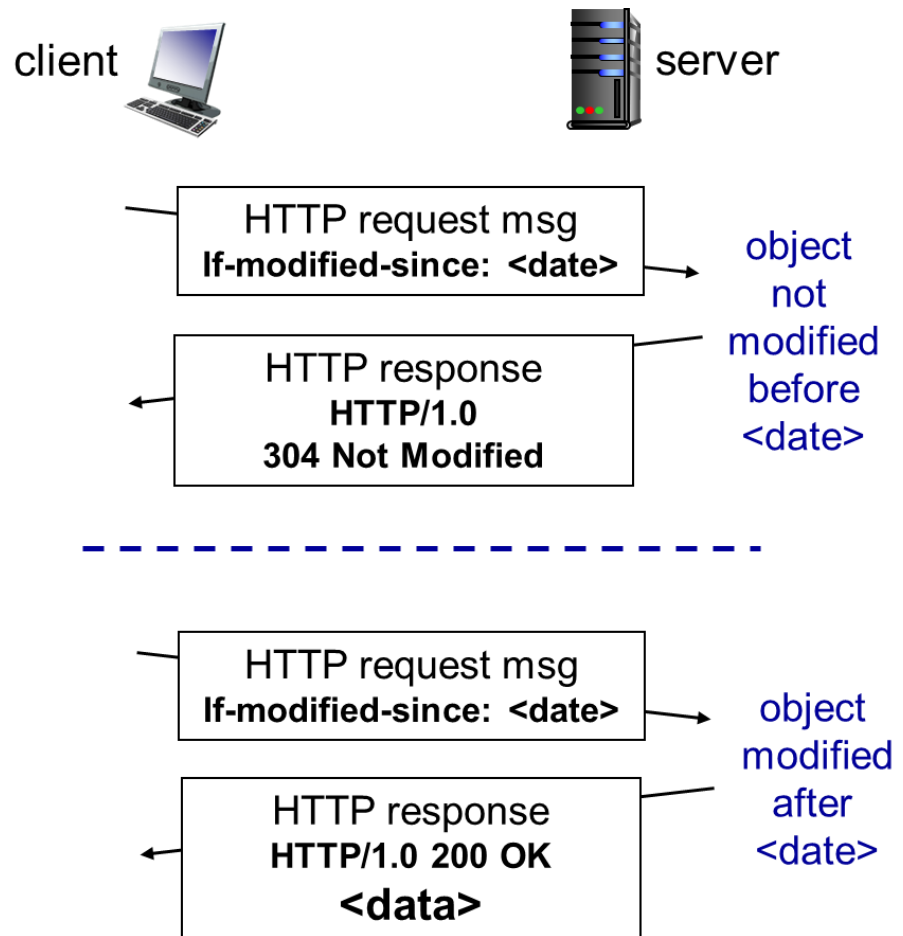 client
server
HTTP request msg
If-modified-since: <date>
object
not
modified
before
<date>
HTTP response
HTTP/1.0
304 Not Modified
HTTP request msg
If-modified-since: <date>
object
modified
after
<date>
HTTP response
HTTP/1.0 200 OK
<data>